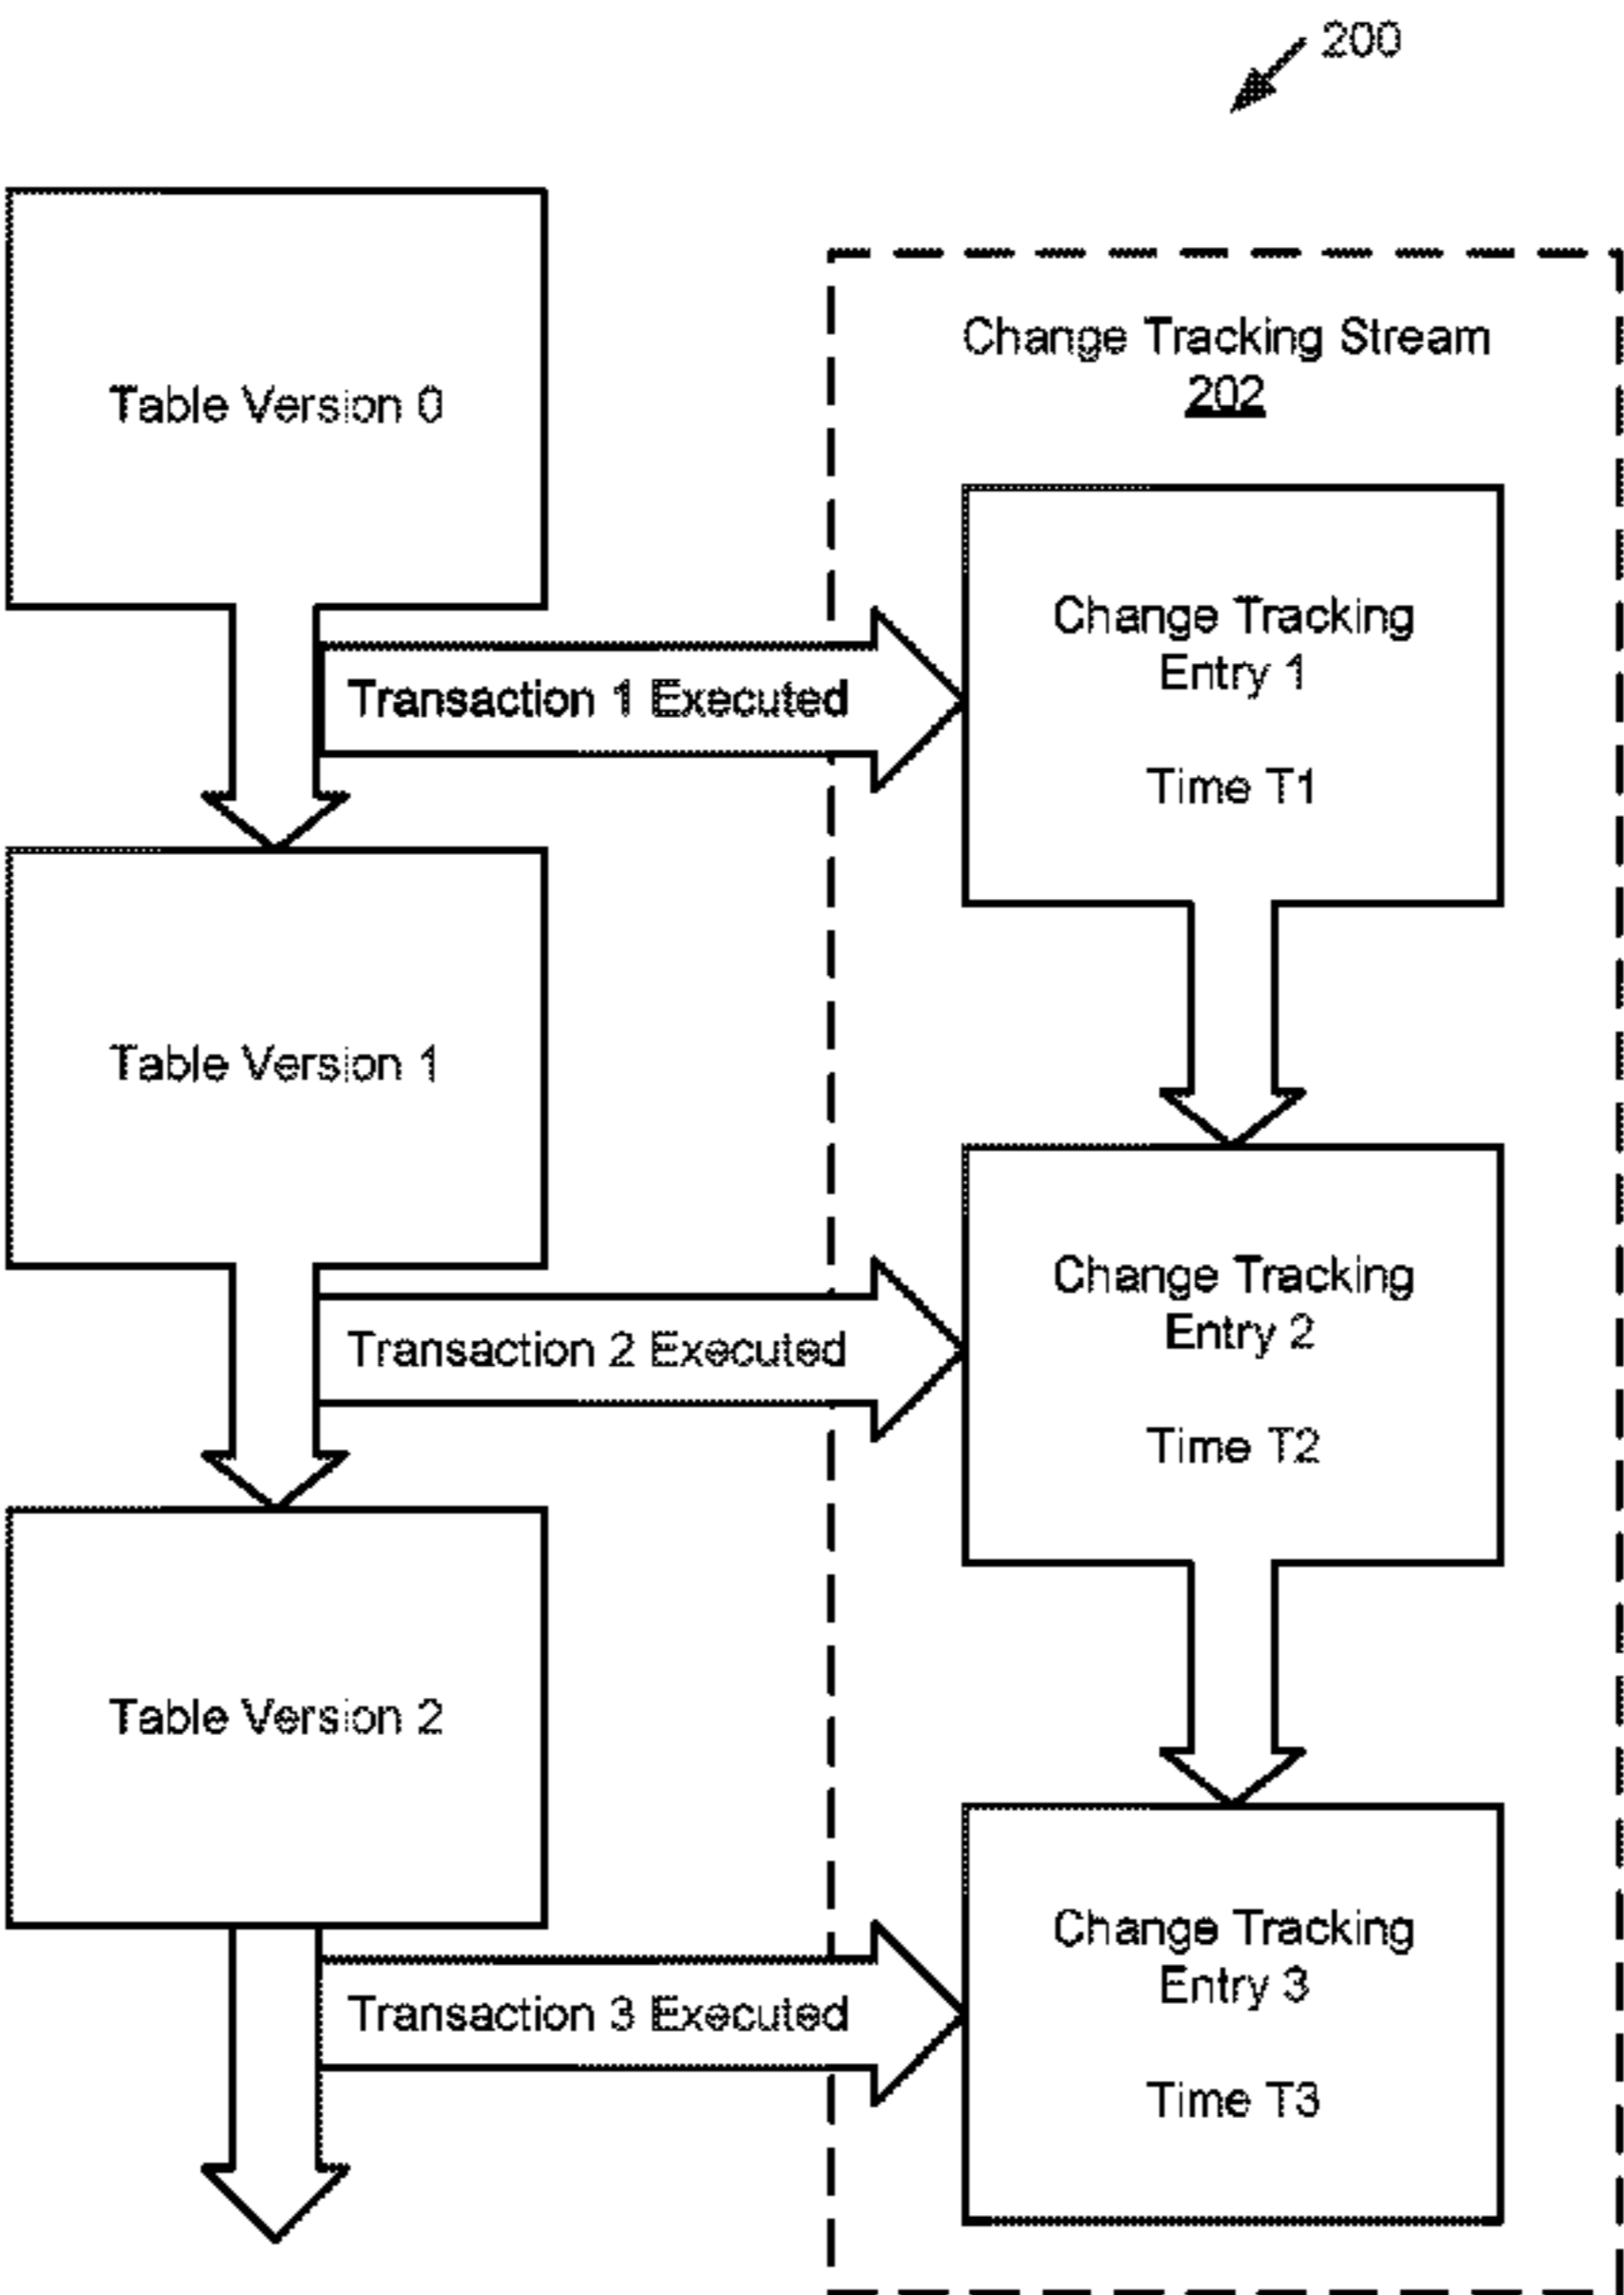 200
Change Tracking Stream
202
Table Version 0
Change Tracking
Entry 1
Transaction 1 Executed
Time T1
Table Version 1
Change Tracking
Entry 2
Transaction 2 Executed
Time T2
Table Version 2
Change Tracking
Entry 3
Transaction 3 Executed
Time T3